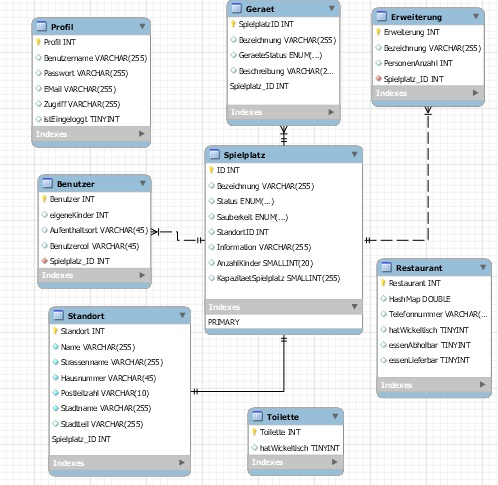 Profil
Profil INT
Benutzername VARCHAR(255)
Passwort VARCHAR(255)
EMail VARCHAR(255)
Zugriff VARCHAR(255)
istEingeloggt TINYINT
Indexes
Geraet
SpielplatzID INT
Bezeichnung VARCHAR(255)
GeraeteStatus ENUM(...)
Beschreibung VARCHAR(2...
Spielplatz_ID INT
Indexes
Erweiterung
Erweiterung INT
Bezeichnung VARCHAR(255)
PersonenAnzahl INT
Spielplatz_ID INT
Indexes
Spielplatz
ID INT
Bezeichnung VARCHAR(255)
Status ENUM(...)
Sauberkeit ENUM(...)
StandortID INT
Information VARCHAR(255)
AnzahlKinder SMALLINT(20)
KapazitaetSpielplatz SMALLINT(255)
Indexes
PRIMARY
Benutzer
Benutzer INT
eigeneKinder INT
Aufenthaltsort VARCHAR(45)
Benutzercol VARCHAR(45)
Spielplatz_ID INT
Indexes
Restaurant
Restaurant INT
HashMap DOUBLE
Telefonnummer VARCHAR(...
hatWickeltisch TINYINT
essenAbholbar TINYINT
essenLieferbar TINYINT
Indexes
Standort
Standort INT
Name VARCHAR(255)
Strassenname VARCHAR(255)
Hausnummer VARCHAR(45)
Postleitzahl VARCHAR(10)
Stadtname VARCHAR(255)
Stadtteil VARCHAR(255)
Spielplatz_ID INT
Indexes
Toilette
Toilette INT
hatWickeltisch TINYINT
Indexes